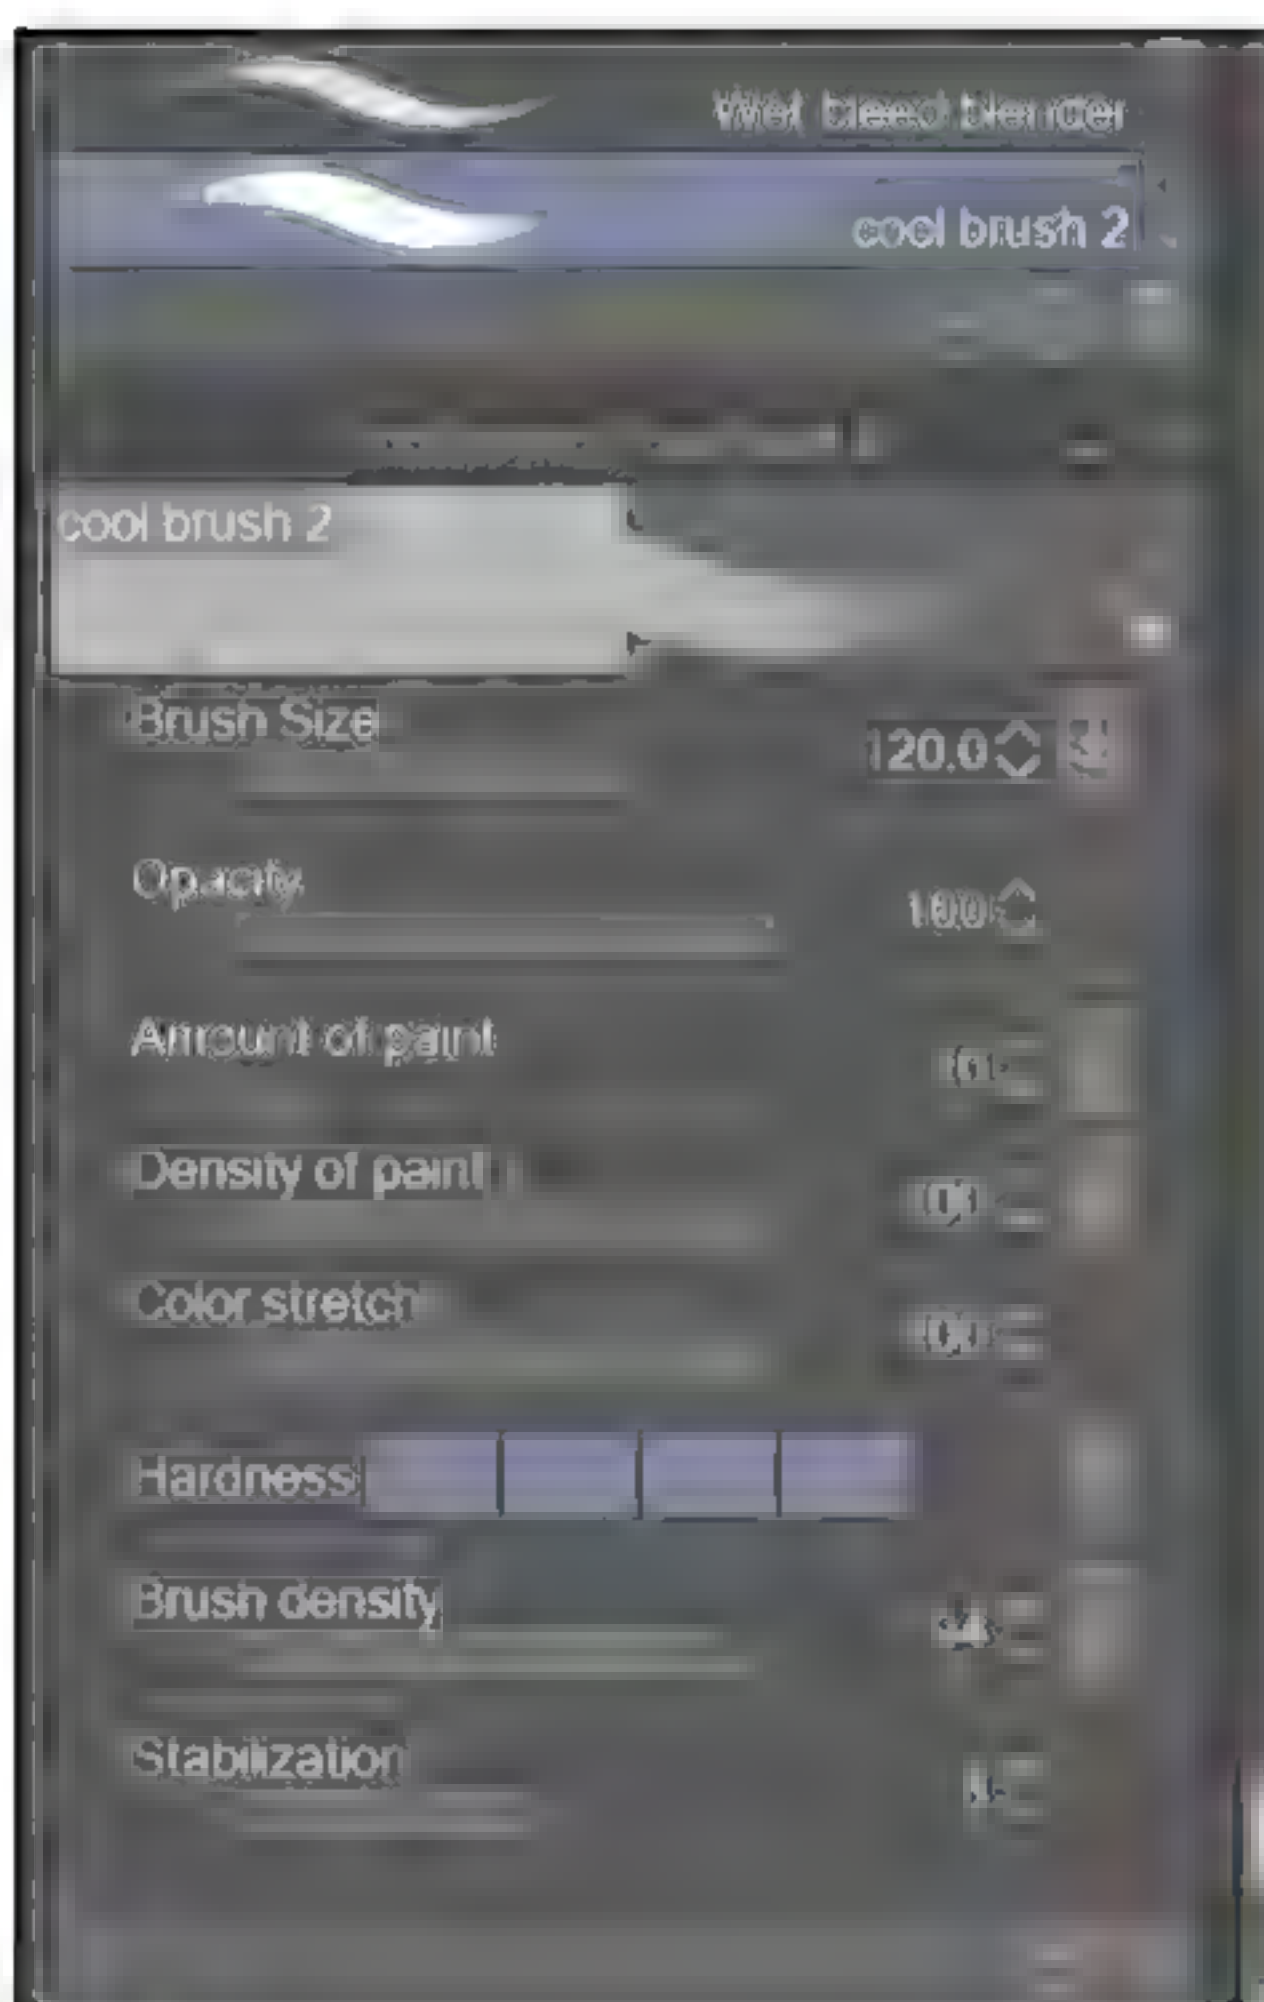 Wet bleed blender
cool brush 2
cool brush 2
Brush Size
120.0
Opacity
100
Amount of paint
Density of paint
Color stretch
Hardness
Brush density
Stabilization